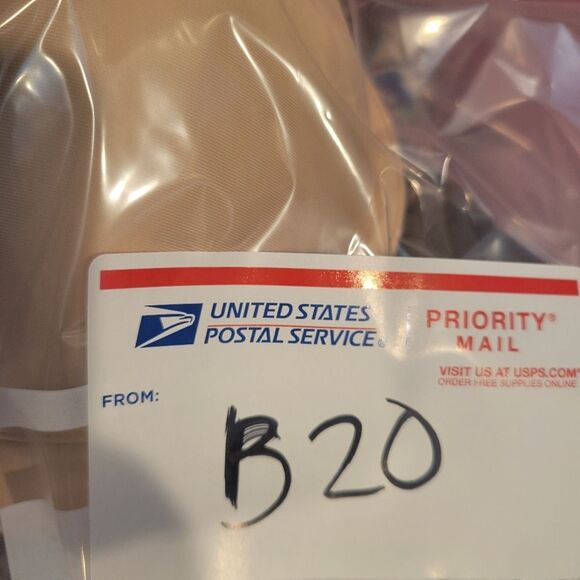 UNITED STATES
POSTAL SERVICE®
PRIORITY®
MAIL
VISIT US AT USPS.COM®
ORDER FREE SUPPLIES ONLINE
FROM:
B20